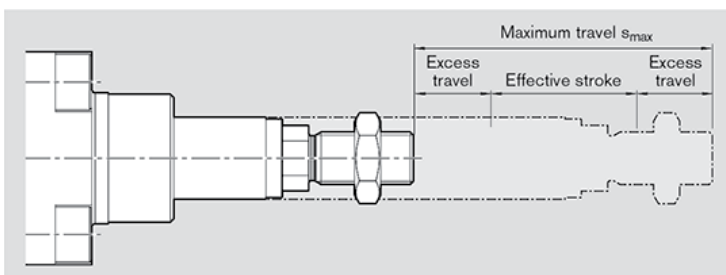 Maximum travel smax
Excess
travel
Effective stroke
Excess
travel